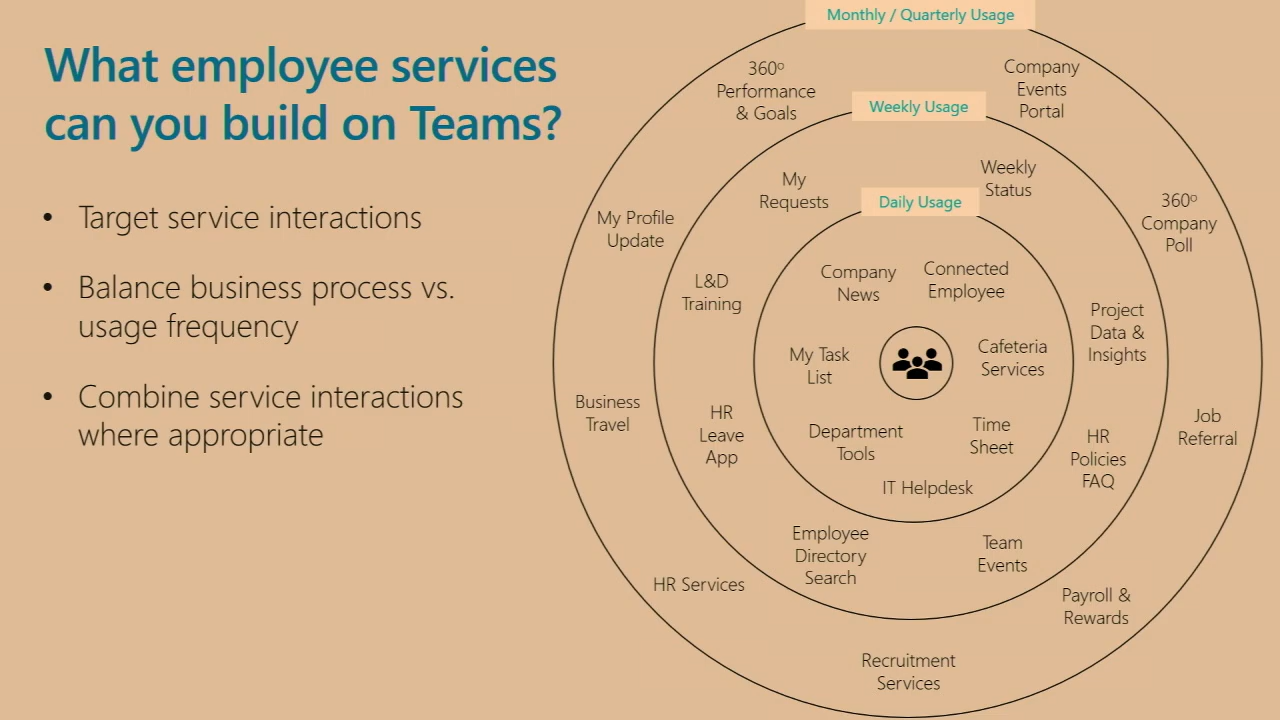 What employee services
can you build on Teams?
• Target service interactions
• Balance business process vs.
usage frequency
• Combine service interactions
where appropriate
Monthly / Quarterly Usage
360º
Performance
& Goals
Company
Events
Portal
My Profile
Update
360º
Company
Poll
Business
Travel
Job
Referral
HR Services
Payroll &
Rewards
Recruitment
Services
Weekly Usage
My
Requests
Weekly
Status
L&D
Training
Project
Data &
Insights
HR
Leave
App
HR
Policies
FAQ
Employee
Directory
Search
Team
Events
Daily Usage
Company
News
Connected
Employee
My Task
List
Cafeteria
Services
Department
Tools
Time
Sheet
IT Helpdesk